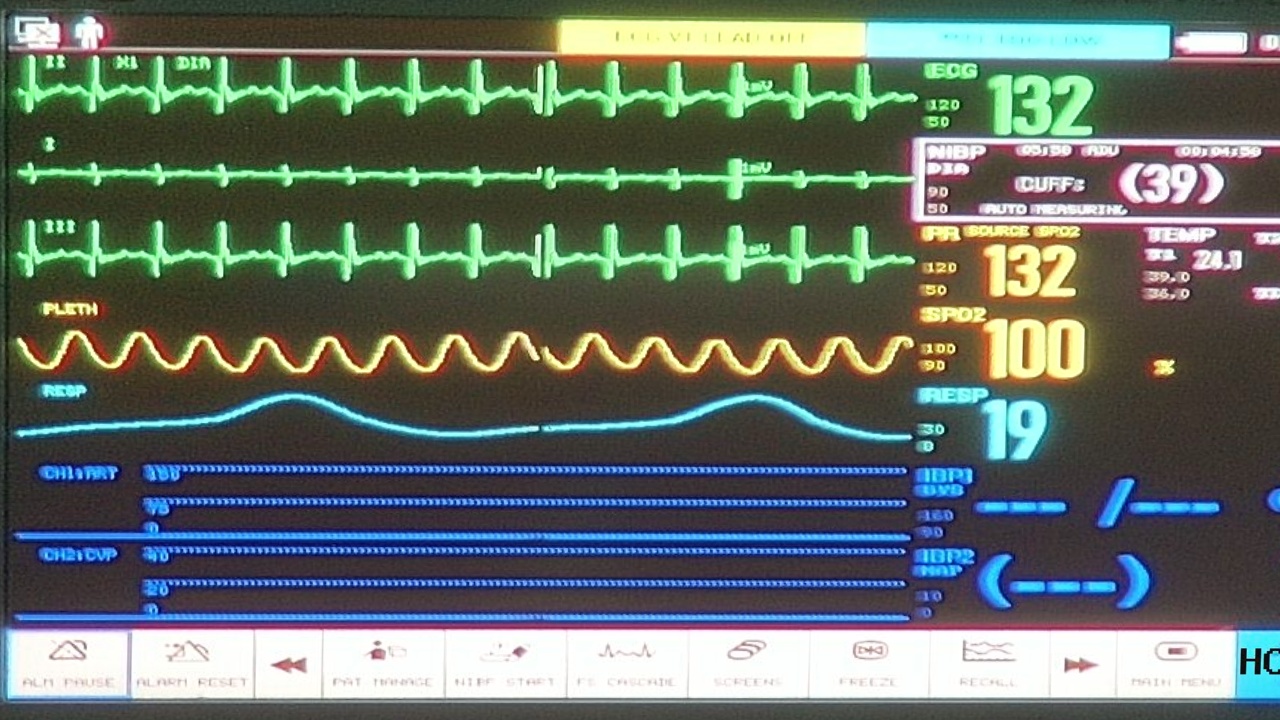 ECG V1 LEAD OFF
II X1 DIA
1mV
ECG
120
50
132
I
1mV
NIBP 05:50 ADU 00:04:50
DIA
90
50
CUFF: (39)
AUTO MEASURING
III
1mV
PR SOURCE SPO2
120
50
132
TEMP
24.1
39.0
36.0
PLETH
SPO2
100
90
100 %
RESP
RESP
30
8
19
CH1:ART
150
75
0
IBP1
SYS
160
90
--- /---
CH2:CVP
40
20
0
IBP2
MAP
10
0
(---)
ALM PAUSE
ALARM RESET
PAT MANAGE
NIBP START
CASCADE
SCREENS
FREEZE
RECALL
MAIN MENU
HO